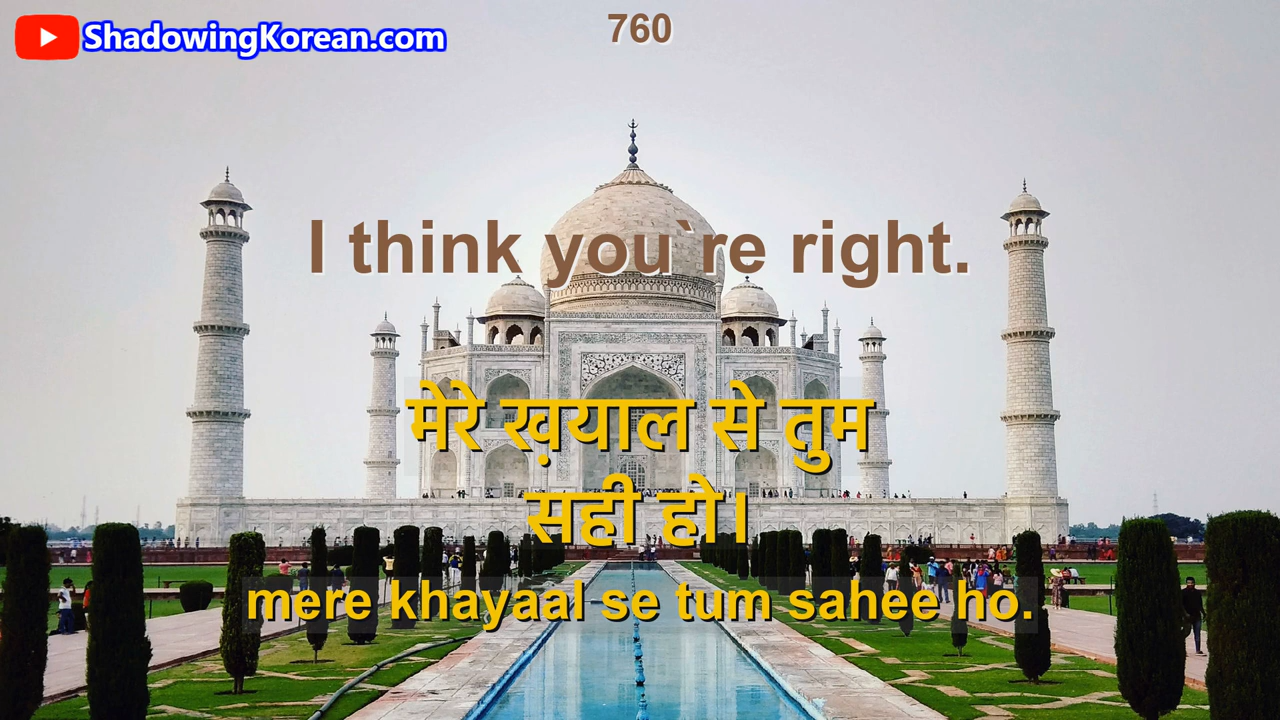 ShadowingKorean.com
760
I think you`re right.
मेरे ख़याल से तुम
सही हो।
mere khayaal se tum sahee ho.